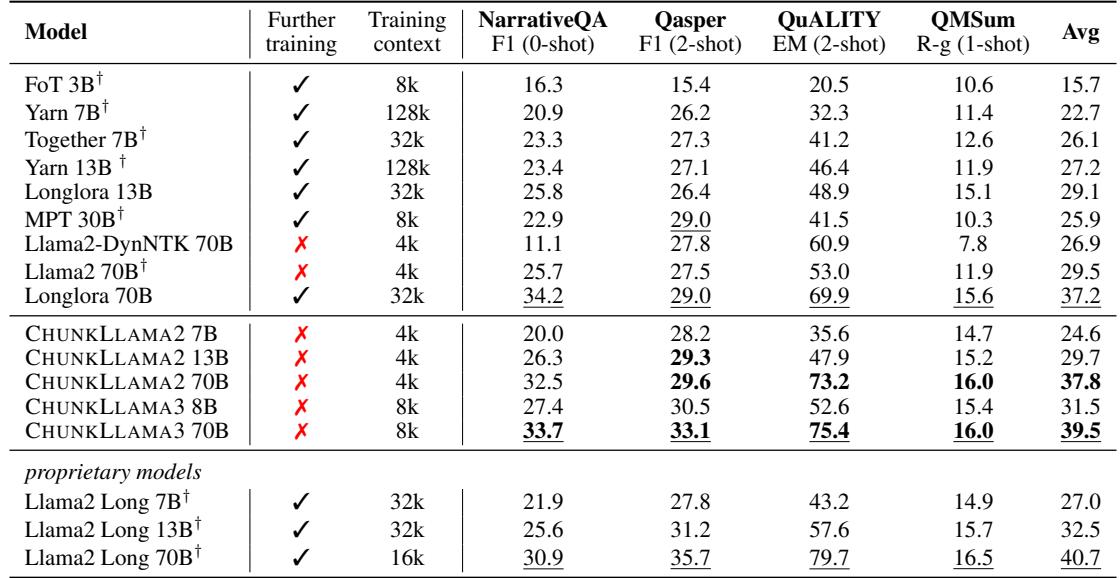 Model Further training Training context NarrativeQA F1 (0-shot) Qasper F1 (2-shot) QuALITY EM (2-shot) QMSum R-g (1-shot) Avg
FoT 3B† ✓ 8k 16.3 15.4 20.5 10.6 15.7
Yarn 7B† ✓ 128k 20.9 26.2 32.3 11.4 22.7
Together 7B† ✓ 32k 23.3 27.3 41.2 12.6 26.1
Yarn 13B † ✓ 128k 23.4 27.1 46.4 11.9 27.2
Longlora 13B ✓ 32k 25.8 26.4 48.9 15.1 29.1
MPT 30B† ✓ 8k 22.9 29.0 41.5 10.3 25.9
Llama2-DynNTK 70B ✗ 4k 11.1 27.8 60.9 7.8 26.9
Llama2 70B† ✗ 4k 25.7 27.5 53.0 11.9 29.5
Longlora 70B ✓ 32k 34.2 29.0 69.9 15.6 37.2
CHUNKLLAMA2 7B ✗ 4k 20.0 28.2 35.6 14.7 24.6
CHUNKLLAMA2 13B ✗ 4k 26.3 29.3 47.9 15.2 29.7
CHUNKLLAMA2 70B ✗ 4k 32.5 29.6 73.2 16.0 37.8
CHUNKLLAMA3 8B ✗ 8k 27.4 30.5 52.6 15.4 31.5
CHUNKLLAMA3 70B ✗ 8k 33.7 33.1 75.4 16.0 39.5
proprietary models
Llama2 Long 7B† ✓ 32k 21.9 27.8 43.2 14.9 27.0
Llama2 Long 13B† ✓ 32k 25.6 31.2 57.6 15.7 32.5
Llama2 Long 70B† ✓ 16k 30.9 35.7 79.7 16.5 40.7